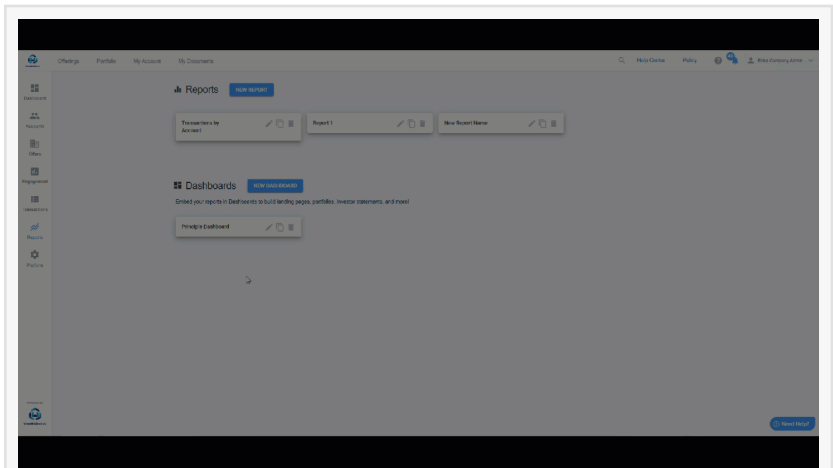 Offerings Portfolio My Account My Documents
Help Center Policy
Dashboard
Accounts
Offers
Engagement
Transactions
Reports
Platform
Reports NEW REPORT
Transactions by
Account
Report 1
New Report Name
Dashboards NEW DASHBOARD
Embed your reports in Dashboards to build landing pages, portfolios, investor statements, and more!
Principle Dashboard
Need Help?